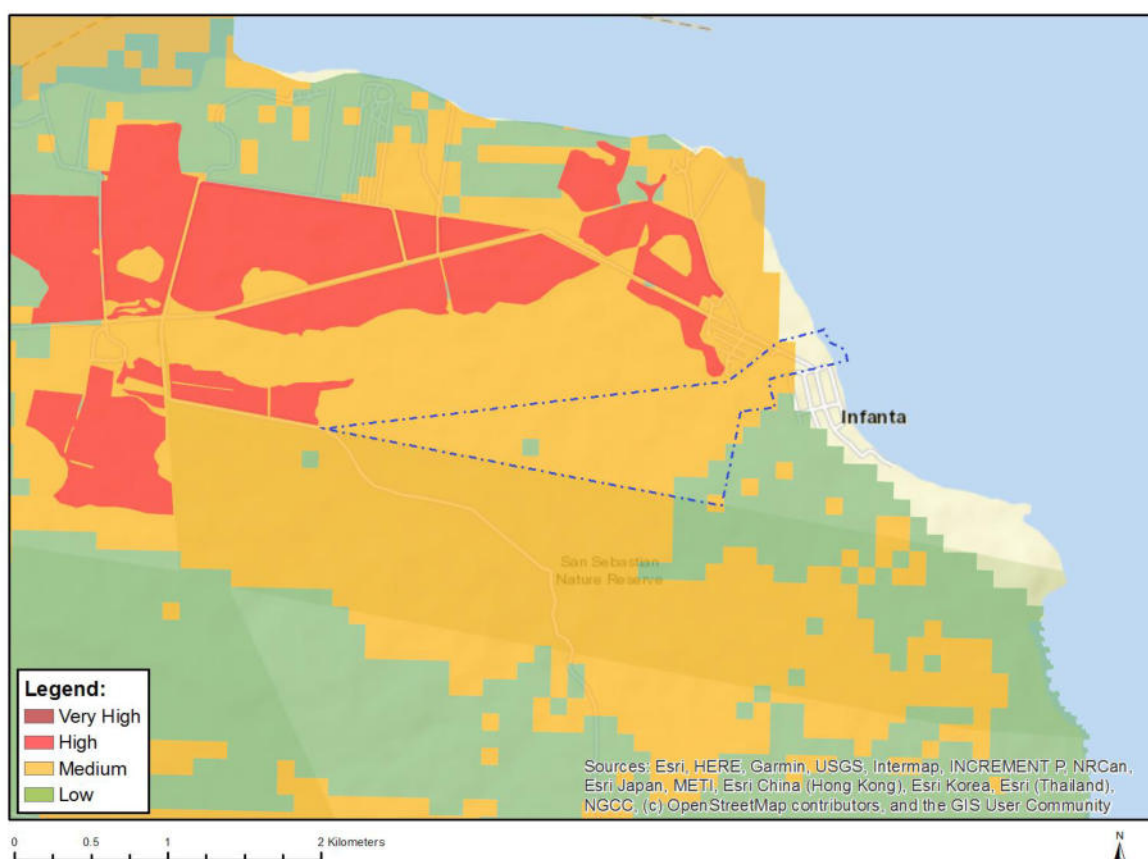 Infanta
San Sebastian
Nature Reserve
Legend:
Very High
High
Medium
Low
Sources: Esri, HERE, Garmin, USGS, Intermap, INCREMENT P, NRCan,
Esri Japan, METI, Esri China (Hong Kong), Esri Korea, Esri (Thailand),
NGCC, (c) OpenStreetMap contributors, and the GIS User Community
0 0.5 1 2 Kilometers
N